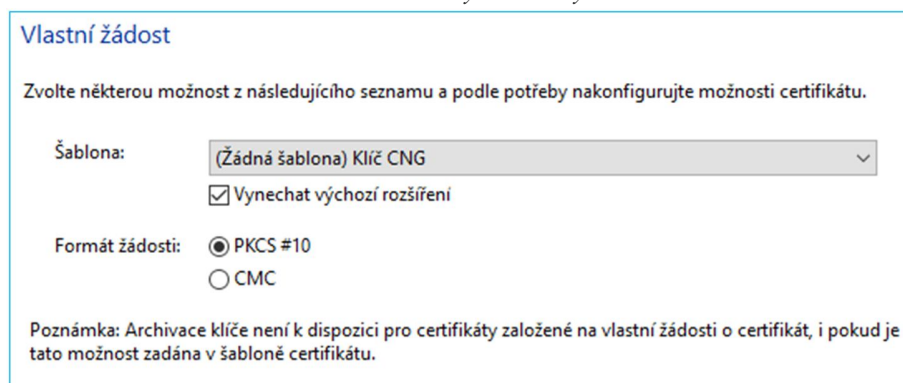 Vlastní žádost
Zvolte některou možnost z následujícího seznamu a podle potřeby nakonfigurujte možnosti certifikátu.
Šablona:
(Žádná šablona) Klíč CNG
Vynechat výchozí rozšíření
Formát žádosti:
PKCS #10
CMC
Poznámka: Archivace klíče není k dispozici pro certifikáty založené na vlastní žádosti o certifikát, i pokud je
tato možnost zadána v šabloně certifikátu.